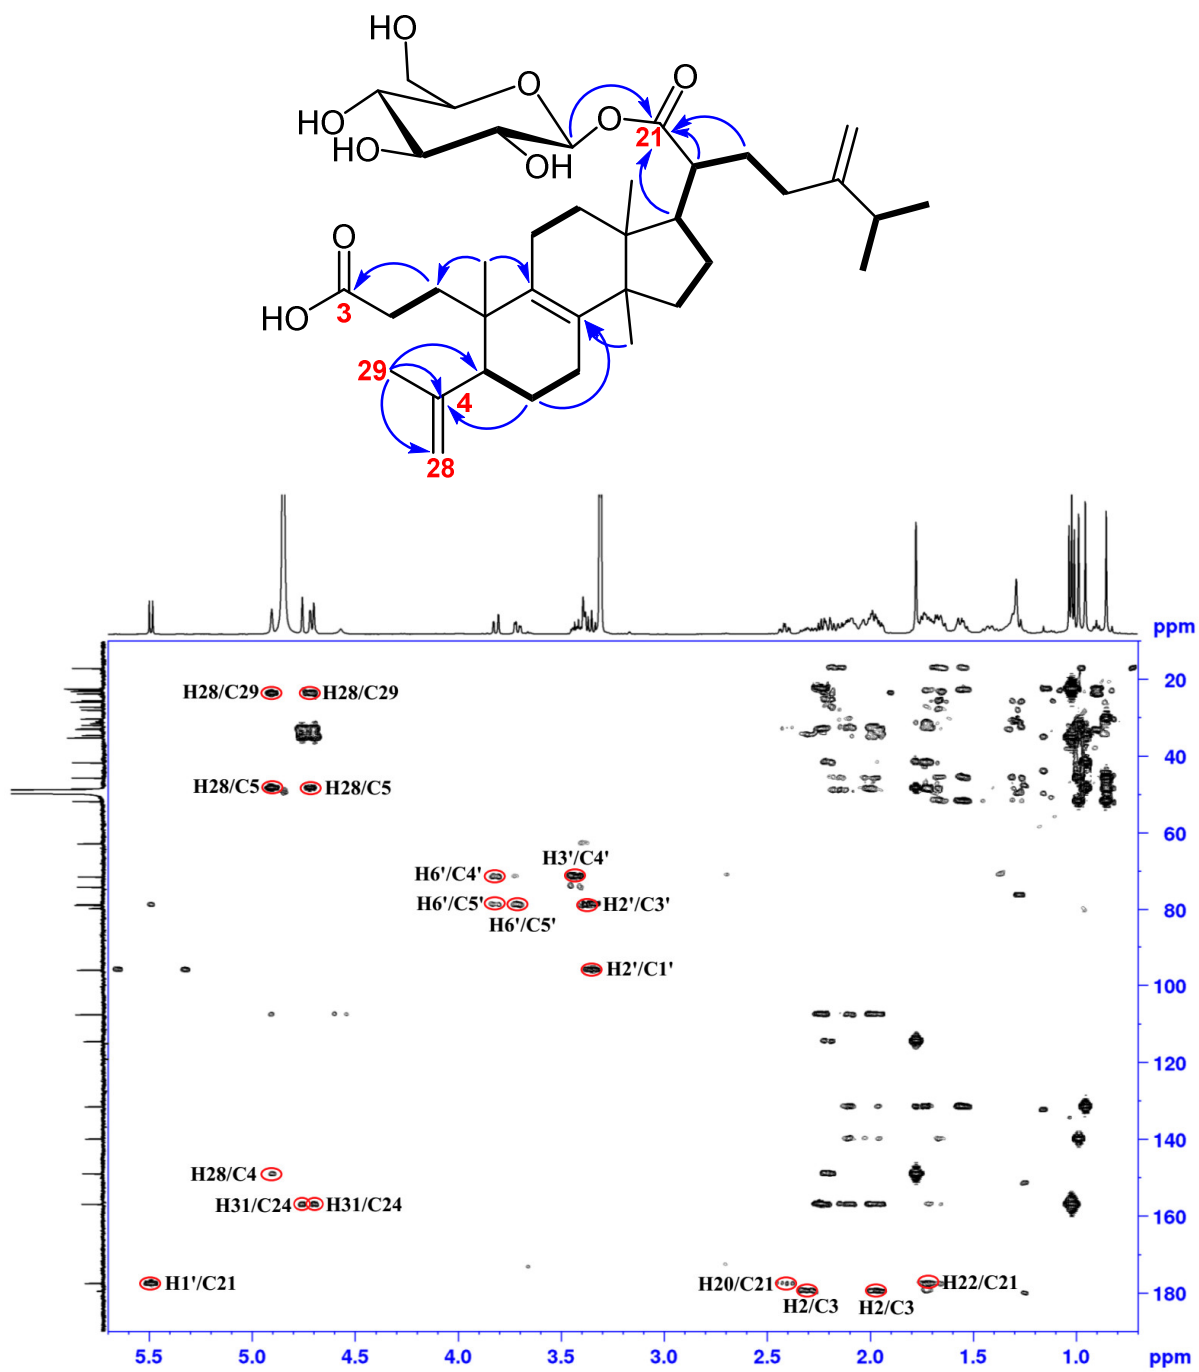 HO
O
O
HO
O
21
HO
OH
O
HO
3
29
4
28
ppm
H28/C29 H28/C29
20
40
H28/C5 H28/C5
60
H3'/C4'
H6'/C4'
H6'/C5' H2'/C3'
80
H6'/C5'
H2'/C1'
100
120
140
H28/C4
H31/C24 H31/C24
160
H1'/C21 H20/C21 H22/C21
180
H2/C3 H2/C3
5.5 5.0 4.5 4.0 3.5 3.0 2.5 2.0 1.5 1.0 ppm